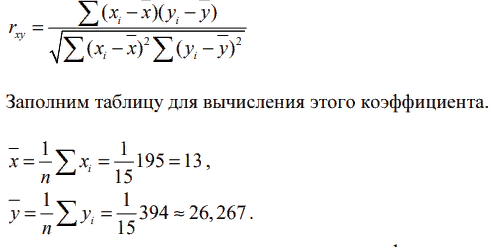 r_xy = ∑(x_i − x̄)(y_i − ȳ) / √(∑(x_i − x̄)² ∑(y_i − ȳ)²)
Заполним таблицу для вычисления этого коэффициента.
x̄ = 1/n ∑ x_i = 1/15 195 = 13 ,
ȳ = 1/n ∑ y_i = 1/15 394 ≈ 26,267 .